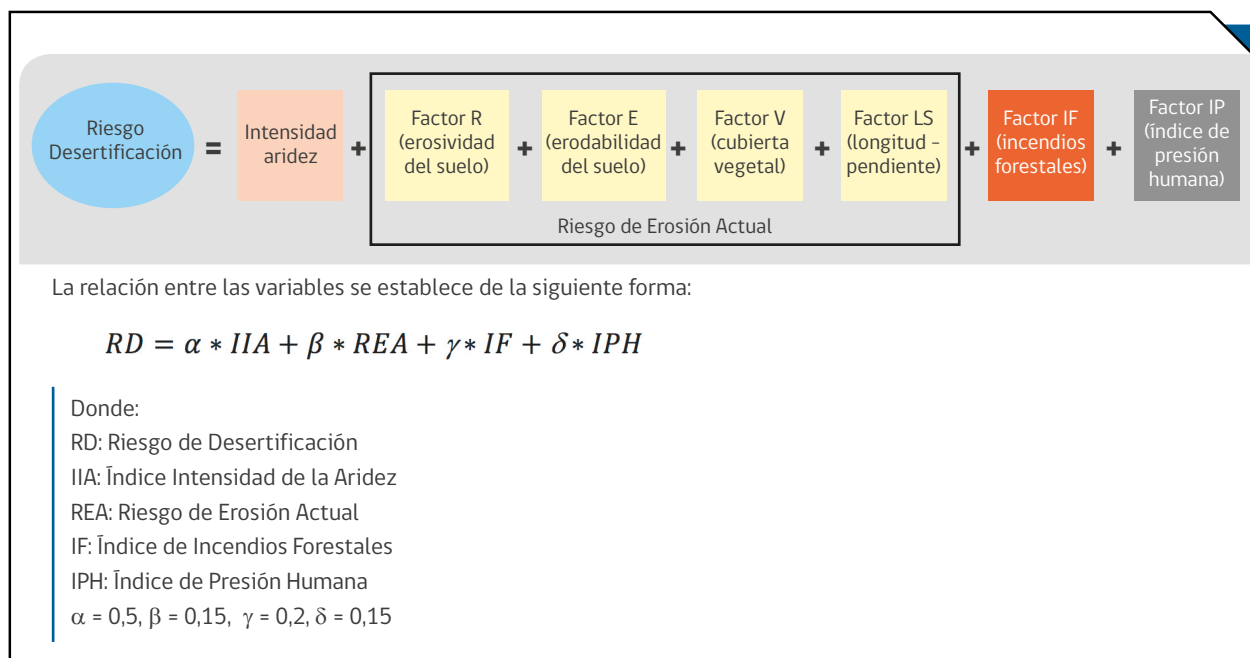 Riesgo
Desertificación
=
Intensidad
aridez
+
Factor R
(erosividad
del suelo)
+
Factor E
(erodabilidad
del suelo)
+
Factor V
(cubierta
vegetal)
+
Factor LS
(longitud -
pendiente)
+
Factor IF
(incendios
forestales)
+
Factor IP
(índice de
presión
humana)
Riesgo de Erosión Actual
La relación entre las variables se establece de la siguiente forma:
RD = α * IIA + β * REA + γ * IF + δ * IPH
Donde:
RD: Riesgo de Desertificación
IIA: Índice Intensidad de la Aridez
REA: Riesgo de Erosión Actual
IF: Índice de Incendios Forestales
IPH: Índice de Presión Humana
α = 0,5, β = 0,15, γ = 0,2, δ = 0,15